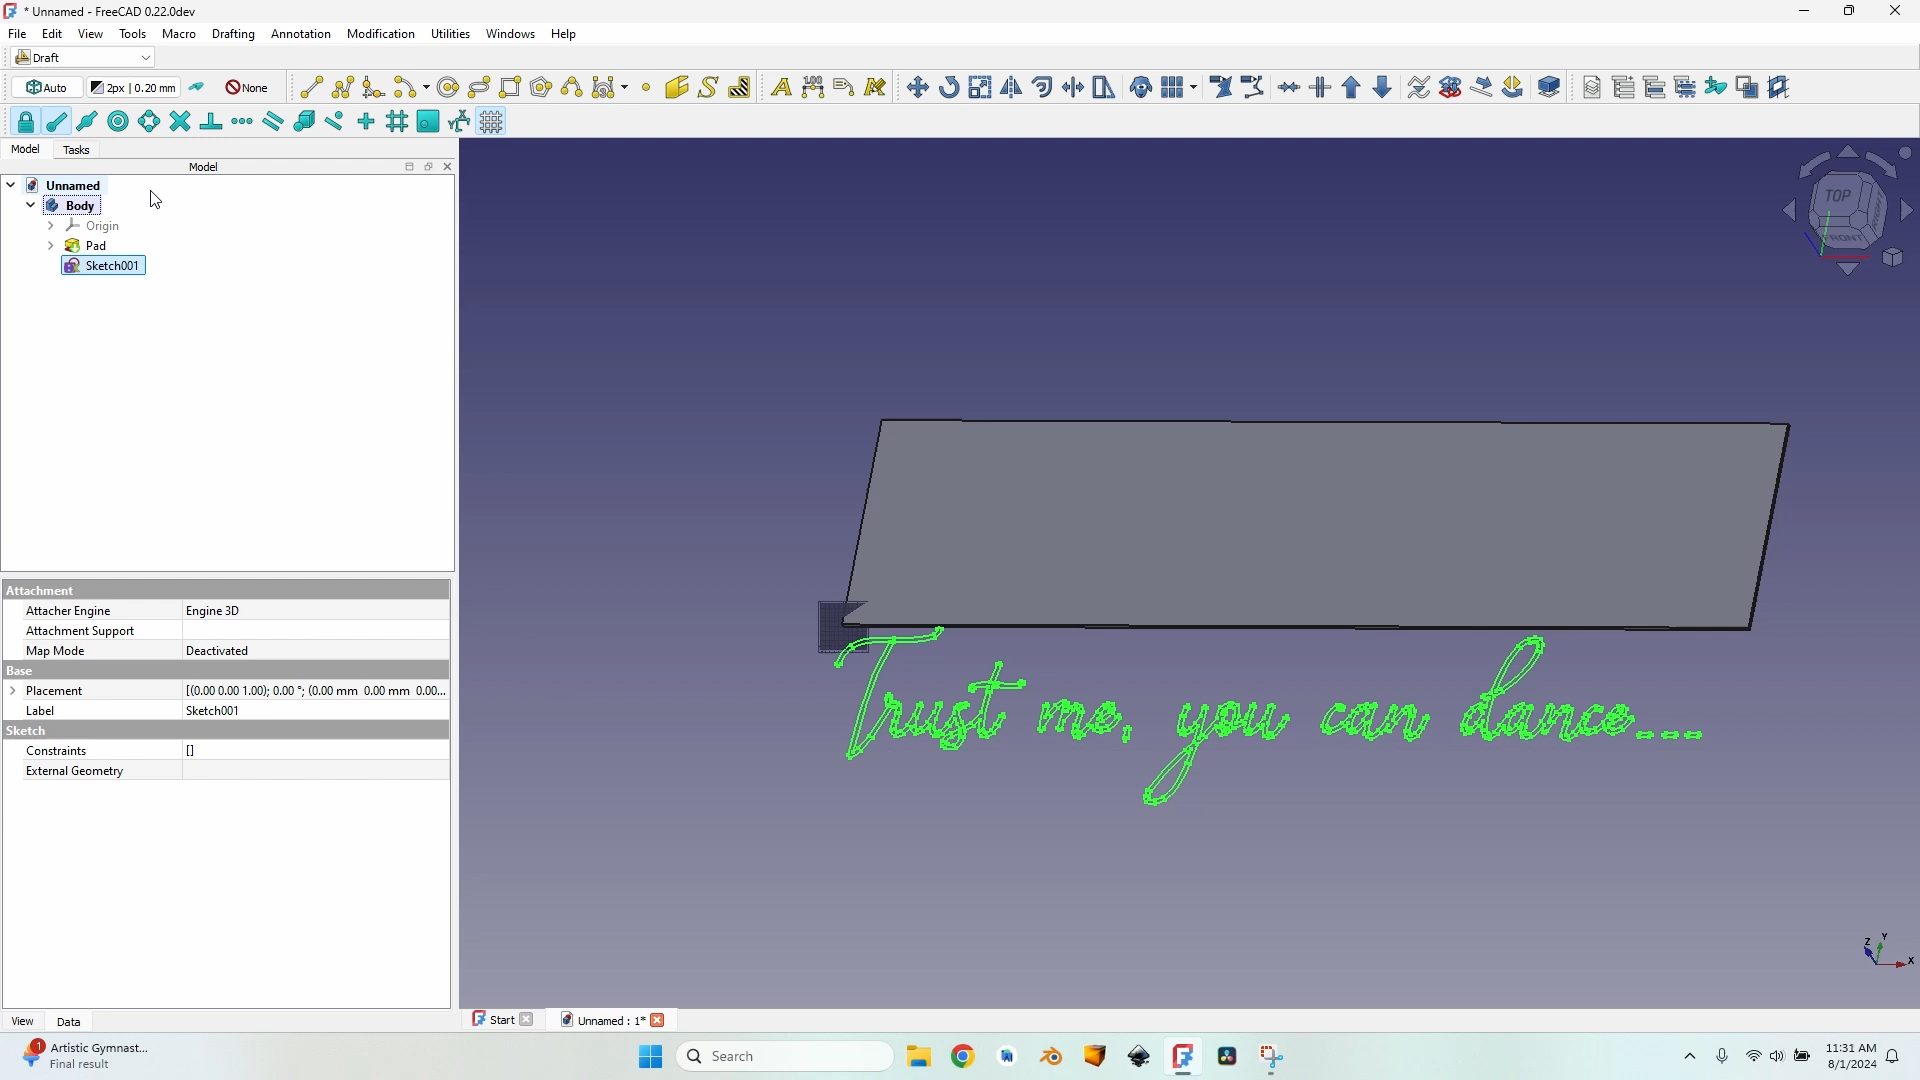 * Unnamed - FreeCAD 0.22.0dev
File Edit View Tools Macro Drafting Annotation Modification Utilities Windows Help
Draft
Auto 2px | 0.20 mm None
Model Tasks
Model
Unnamed
Body
Origin
Pad
Sketch001
TOP
FRONT
RIGHT
Attachment
Attacher Engine Engine 3D
Attachment Support
Map Mode Deactivated
Base
Placement [(0.00 0.00 1.00); 0.00 °; (0.00 mm 0.00 mm 0.00...
Label Sketch001
Sketch
Constraints []
External Geometry
Trust me, you can dance...
Z Y X
View Data
Start Unnamed : 1*
1 Artistic Gymnast...
Final result
Search
11:31 AM
8/1/2024